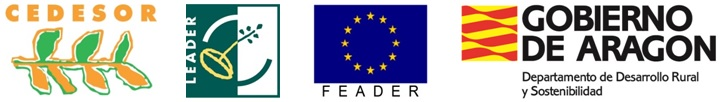 CEDESOR
LEADER
FEADER
GOBIERNO
DE ARAGON
Departamento de Desarrollo Rural
y Sostenibilidad